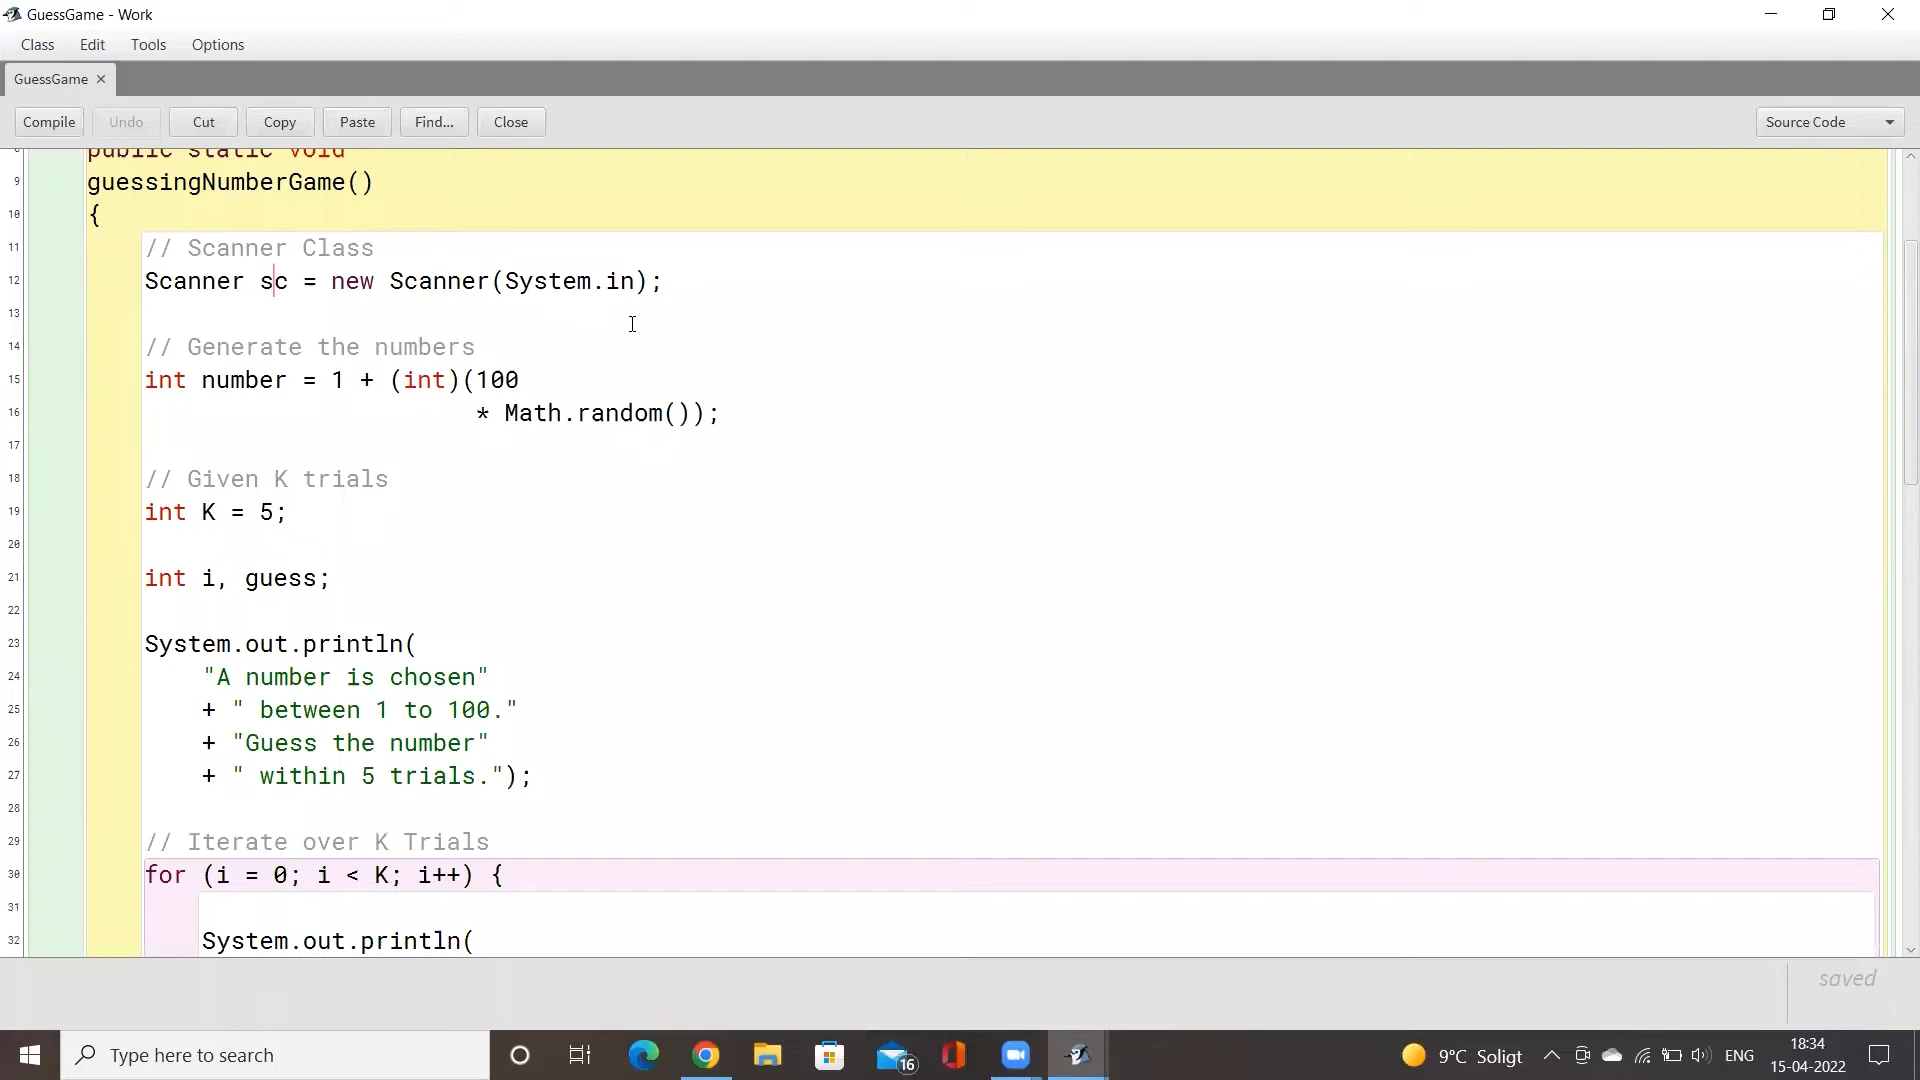 GuessGame - Work
Class Edit Tools Options
GuessGame
Compile Undo Cut Copy Paste Find... Close Source Code
public static void
9 guessingNumberGame()
10 {
11 // Scanner Class
12 Scanner sc = new Scanner(System.in);
13
14 // Generate the numbers
15 int number = 1 + (int)(100
16 * Math.random());
17
18 // Given K trials
19 int K = 5;
20
21 int i, guess;
22
23 System.out.println(
24 "A number is chosen"
25 + " between 1 to 100."
26 + "Guess the number"
27 + " within 5 trials.");
28
29 // Iterate over K Trials
30 for (i = 0; i < K; i++) {
31
32 System.out.println(
saved
Type here to search
16
9°C Soligt
ENG
18:34
15-04-2022